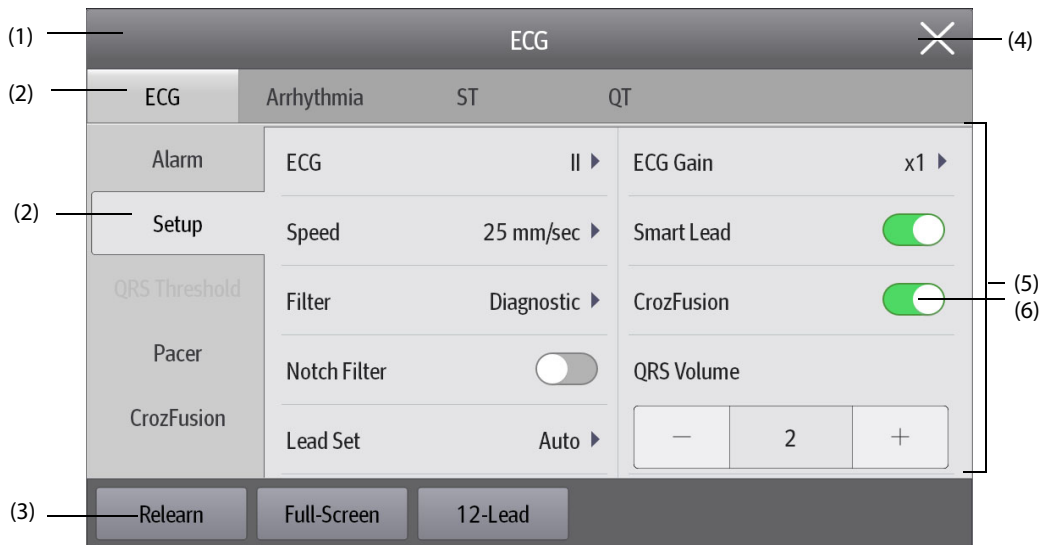 (1) ECG (4)
(2) ECG Arrhythmia ST QT
Alarm ECG II ECG Gain x1
(2) Setup Speed 25 mm/sec Smart Lead
QRS Threshold Filter Diagnostic CrozFusion (5)
(6)
Pacer Notch Filter QRS Volume
CrozFusion Lead Set Auto — 2 +
(3) Relearn Full-Screen 12-Lead